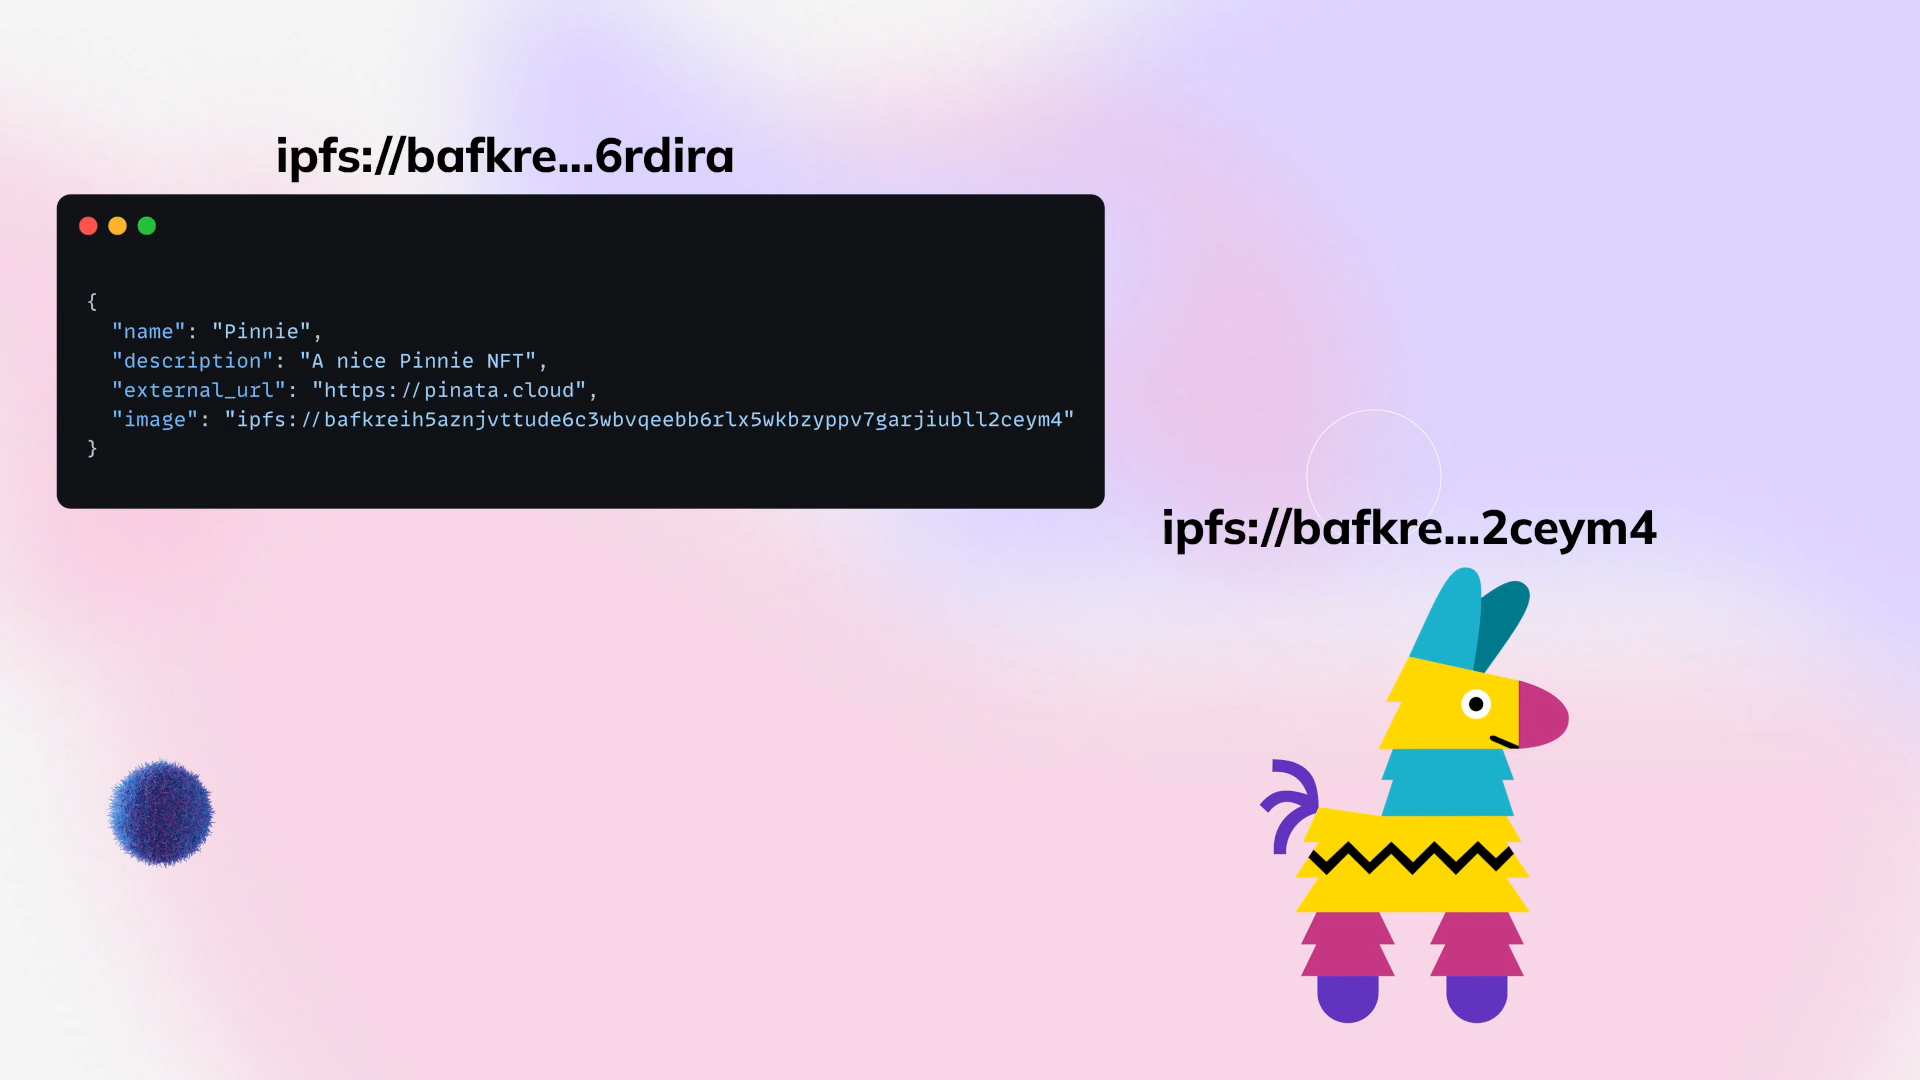 ipfs://bafkre...6rdira
{
"name": "Pinnie",
"description": "A nice Pinnie NFT",
"external_url": "https://pinata.cloud",
"image": "ipfs://bafkreih5aznjvttude6c3wbvqeebb6rlx5wkbzyppv7garjiubll2ceym4"
}
ipfs://bafkre...2ceym4